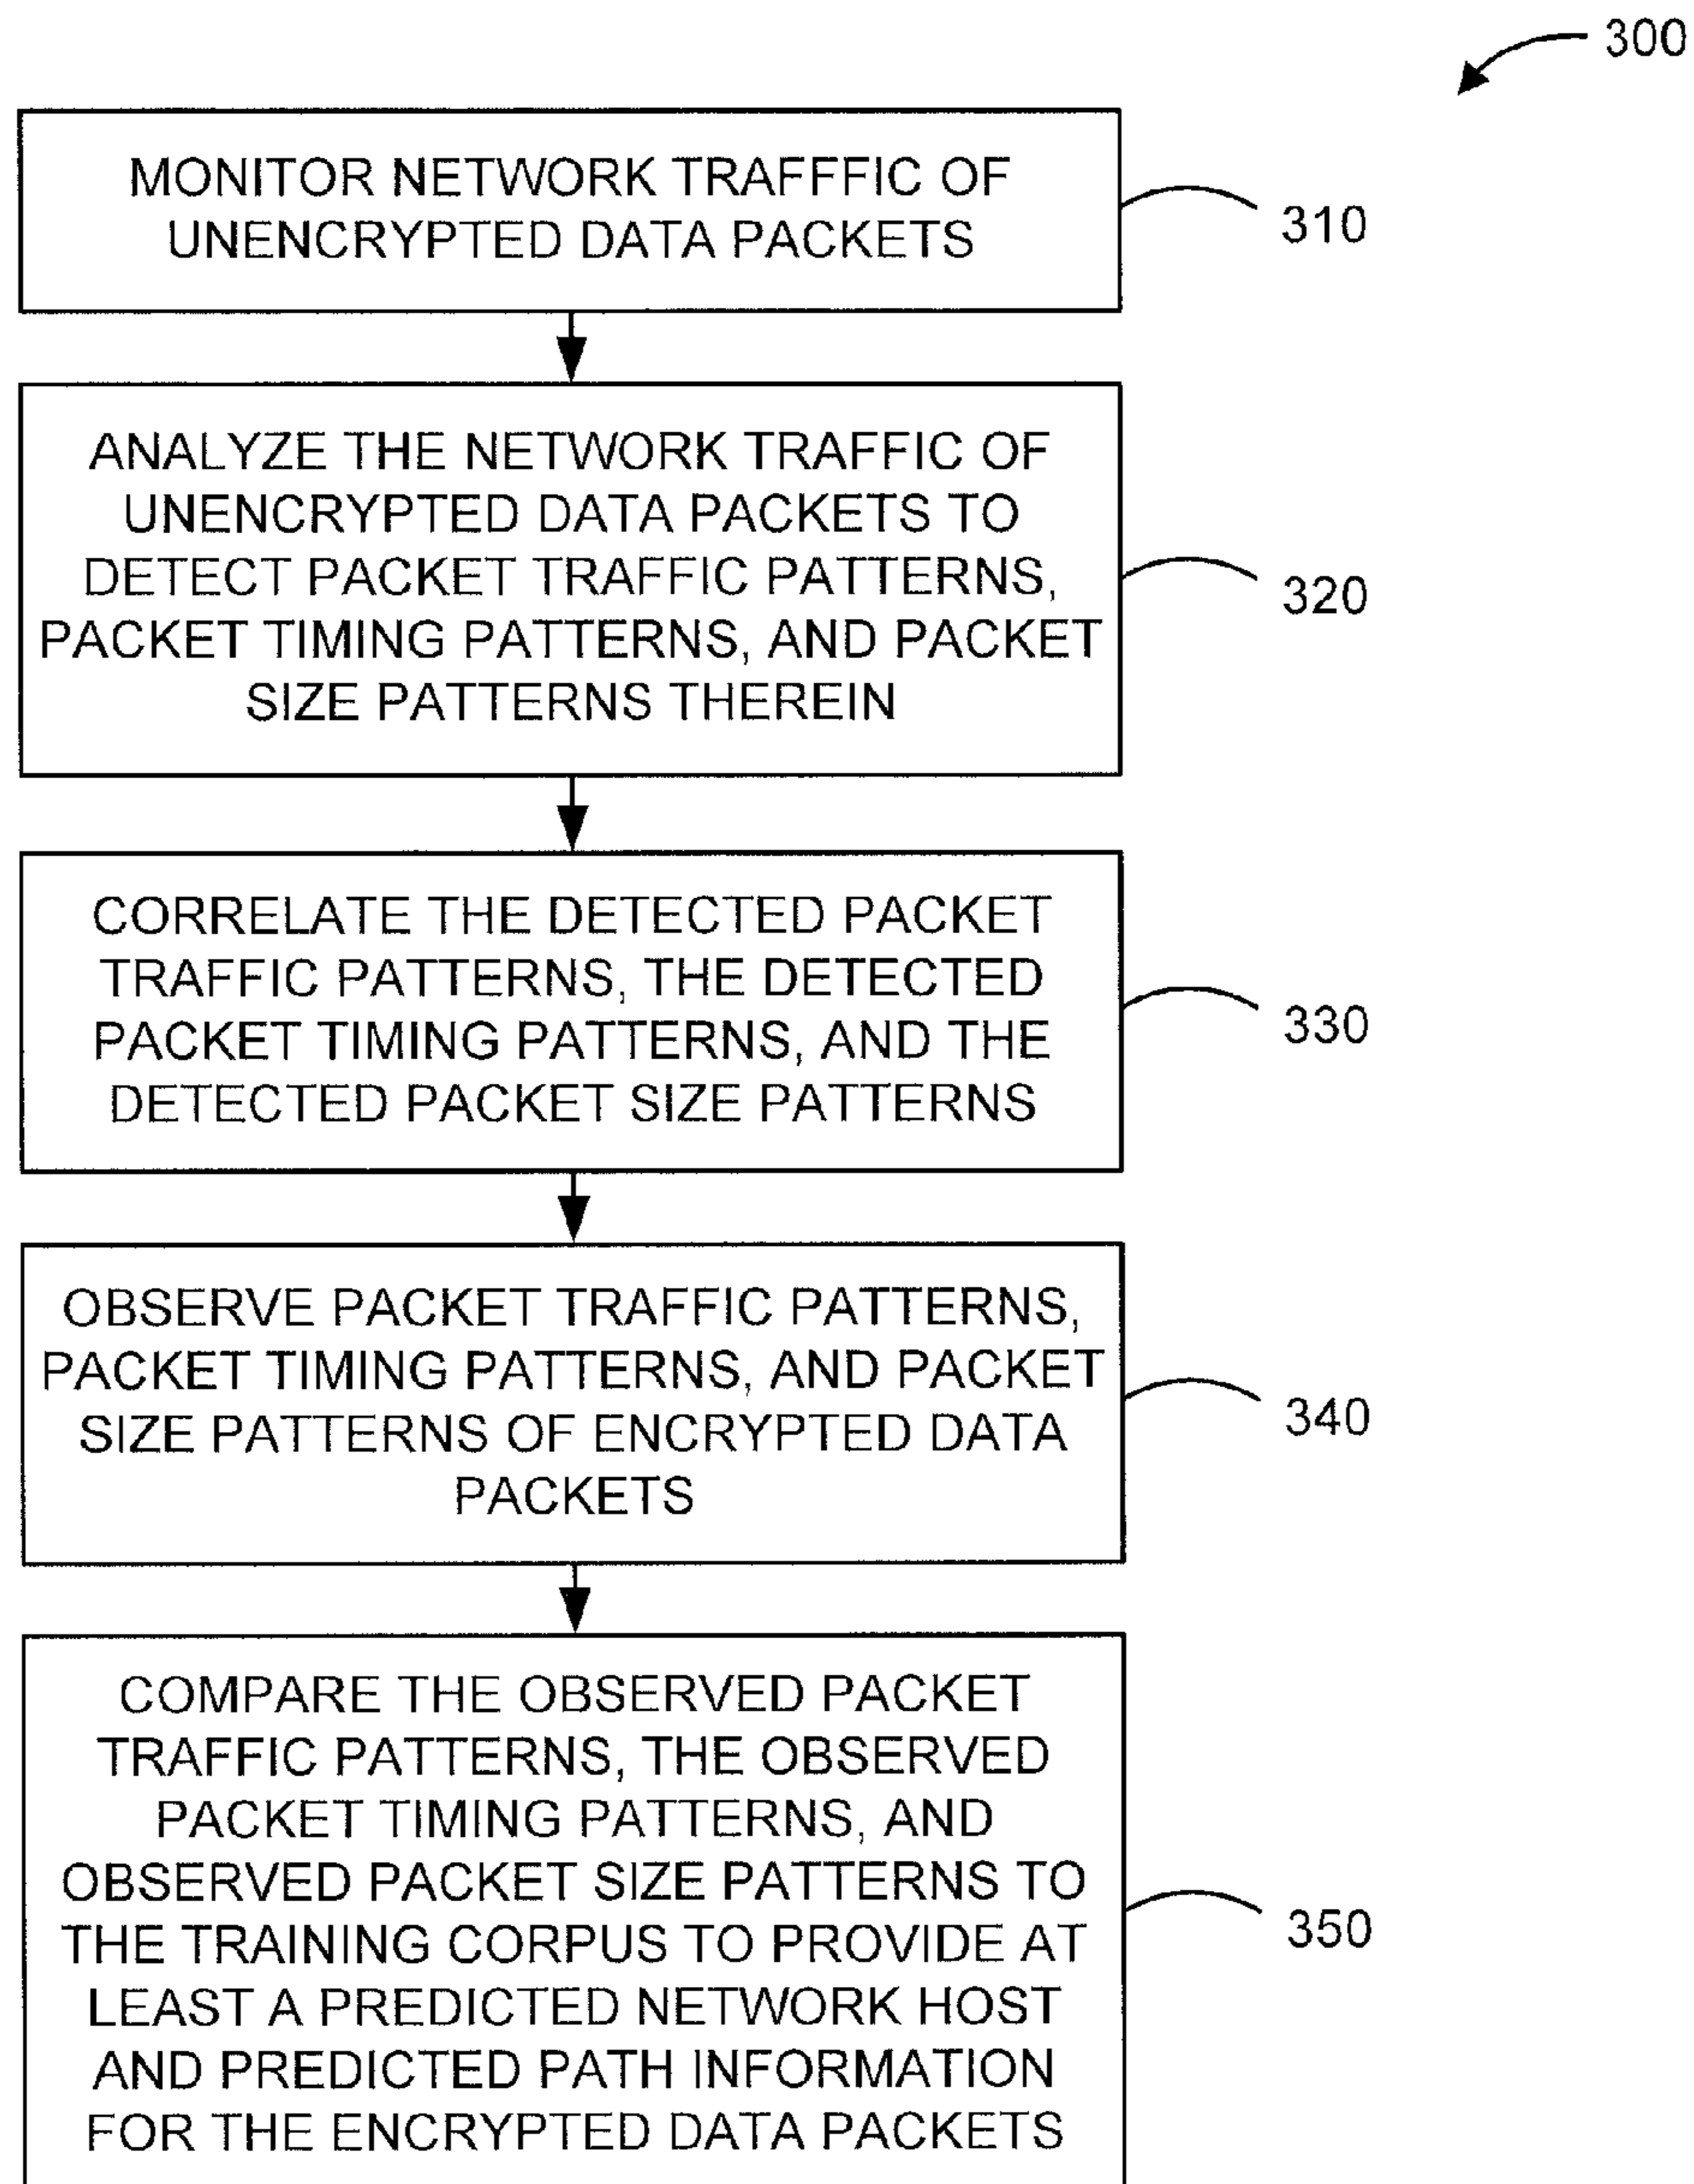 300
MONITOR NETWORK TRAFFFIC OF
UNENCRYPTED DATA PACKETS
310
ANALYZE THE NETWORK TRAFFIC OF
UNENCRYPTED DATA PACKETS TO
DETECT PACKET TRAFFIC PATTERNS,
PACKET TIMING PATTERNS, AND PACKET
SIZE PATTERNS THEREIN
320
CORRELATE THE DETECTED PACKET
TRAFFIC PATTERNS, THE DETECTED
PACKET TIMING PATTERNS, AND THE
DETECTED PACKET SIZE PATTERNS
330
OBSERVE PACKET TRAFFIC PATTERNS,
PACKET TIMING PATTERNS, AND PACKET
SIZE PATTERNS OF ENCRYPTED DATA
PACKETS
340
COMPARE THE OBSERVED PACKET
TRAFFIC PATTERNS, THE OBSERVED
PACKET TIMING PATTERNS, AND
OBSERVED PACKET SIZE PATTERNS TO
THE TRAINING CORPUS TO PROVIDE AT
LEAST A PREDICTED NETWORK HOST
AND PREDICTED PATH INFORMATION
FOR THE ENCRYPTED DATA PACKETS
350